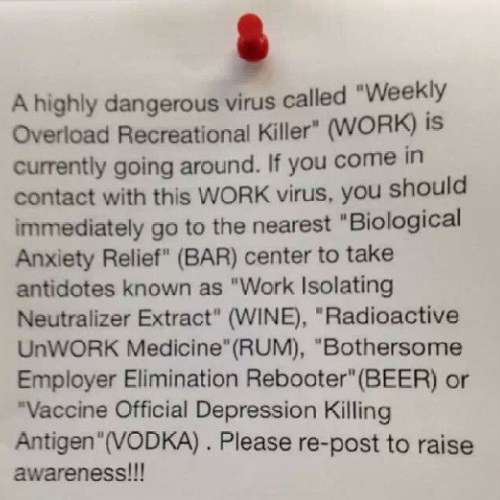 A highly dangerous virus called "Weekly
Overload Recreational Killer" (WORK) is
currently going around. If you come in
contact with this WORK virus, you should
immediately go to the nearest "Biological
Anxiety Relief" (BAR) center to take
antidotes known as "Work Isolating
Neutralizer Extract" (WINE), "Radioactive
UnWORK Medicine"(RUM), "Bothersome
Employer Elimination Rebooter"(BEER) or
"Vaccine Official Depression Killing
Antigen"(VODKA) . Please re-post to raise
awareness!!!